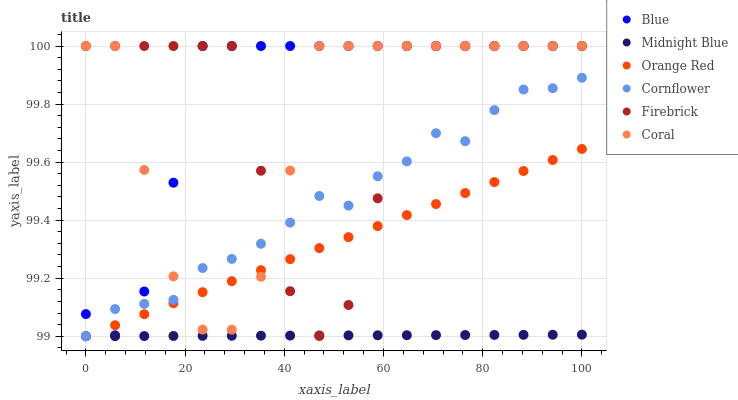 title
100
99.8
99.6
99.4
99.2
99
0
20
40
60
80
100
xaxis_label
yaxis_label
Blue
Midnight Blue
Orange Red
Cornflower
Firebrick
Coral